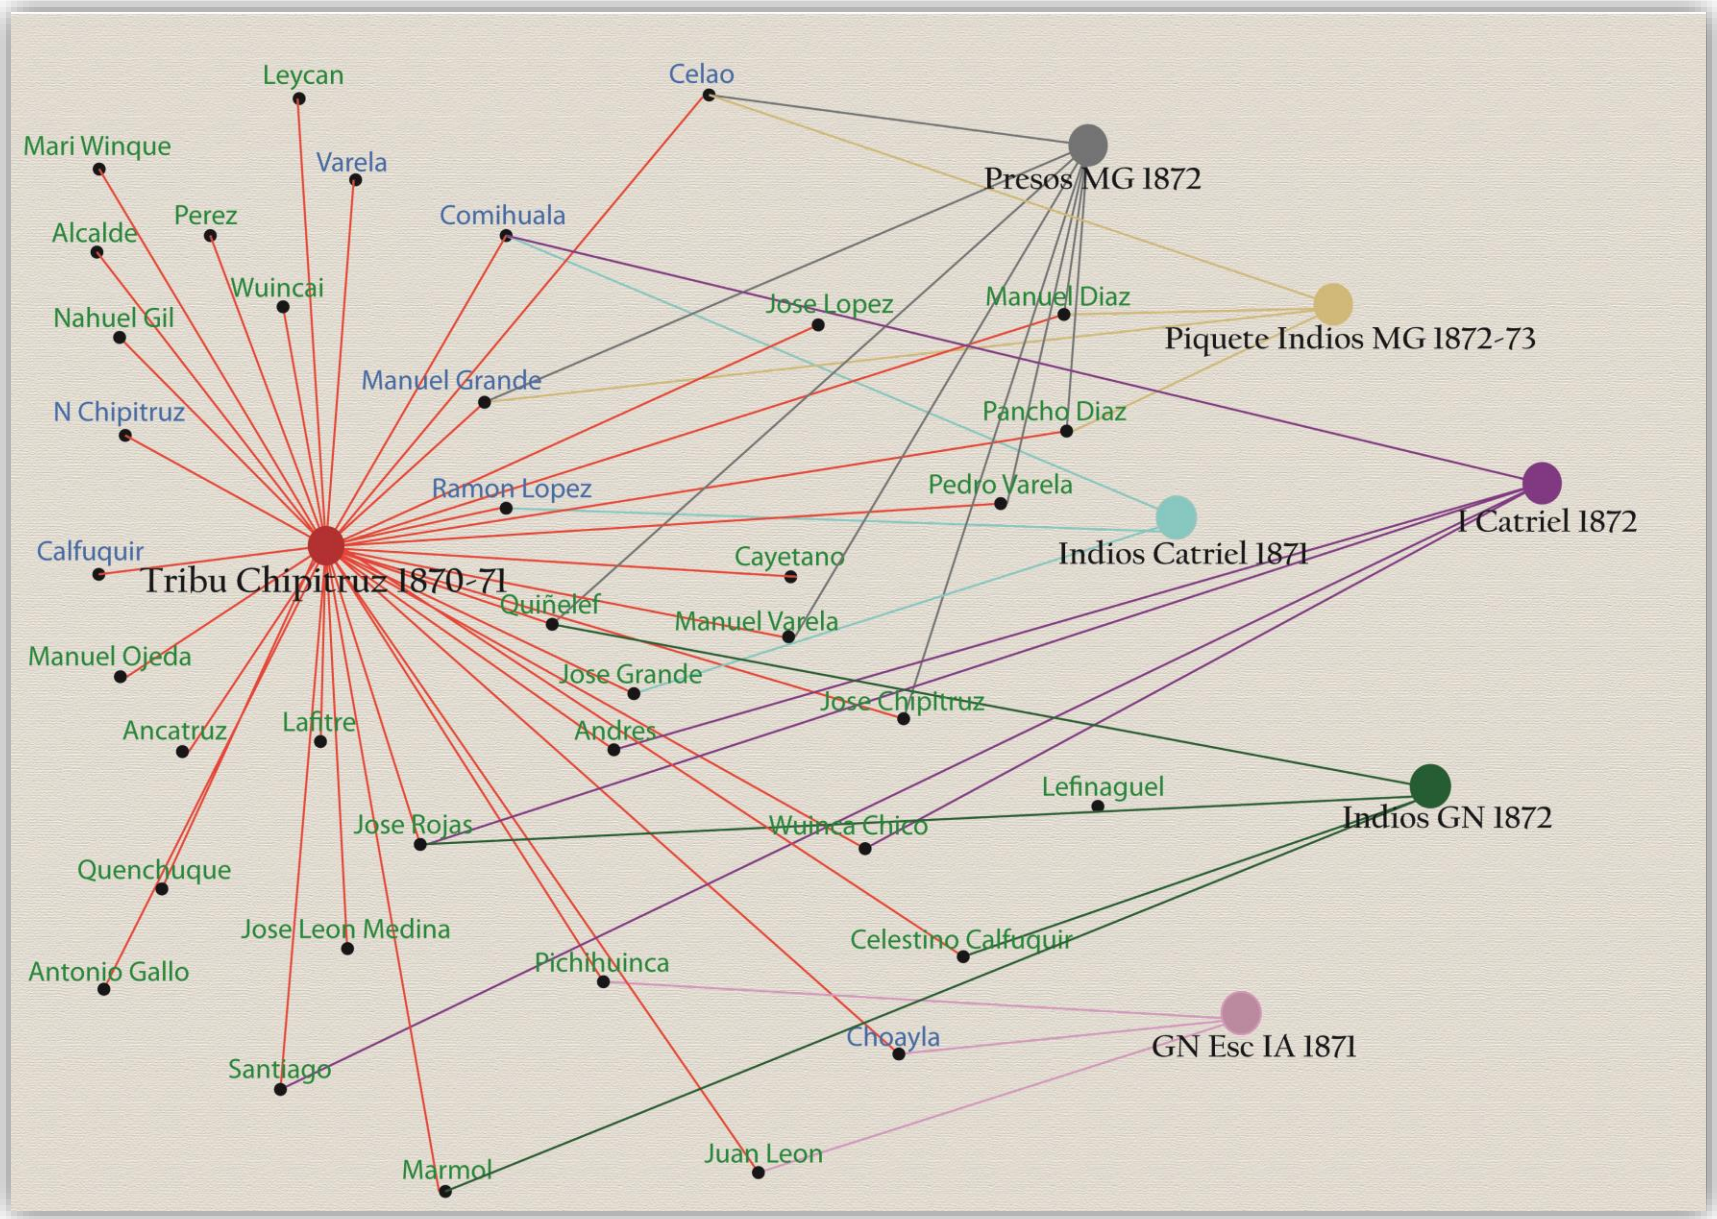 Leycan
Celao
Mari Winque
Varela
Presos MG 1872
Perez
Comihuala
Alcalde
Wuincai
Nahuel Gil
Jose Lopez
Manuel Diaz
Piquete Indios MG 1872-73
Manuel Grande
N Chipitruz
Pancho Diaz
Ramon Lopez
Pedro Varela
I Catriel 1872
Calfuquir
Cayetano
Indios Catriel 1871
Tribu Chipitruz 1870-71
Quiñelef
Manuel Varela
Manuel Ojeda
Jose Grande
Jose Chipitruz
Ancatruz
Lafitre
Andres
Lefinaguel
Jose Rojas
Wuinca Chico
Indios GN 1872
Quenchuque
Jose Leon Medina
Celestino Calfuquir
Antonio Gallo
Pichihuinca
Choayla
GN Esc IA 1871
Santiago
Juan Leon
Marmol